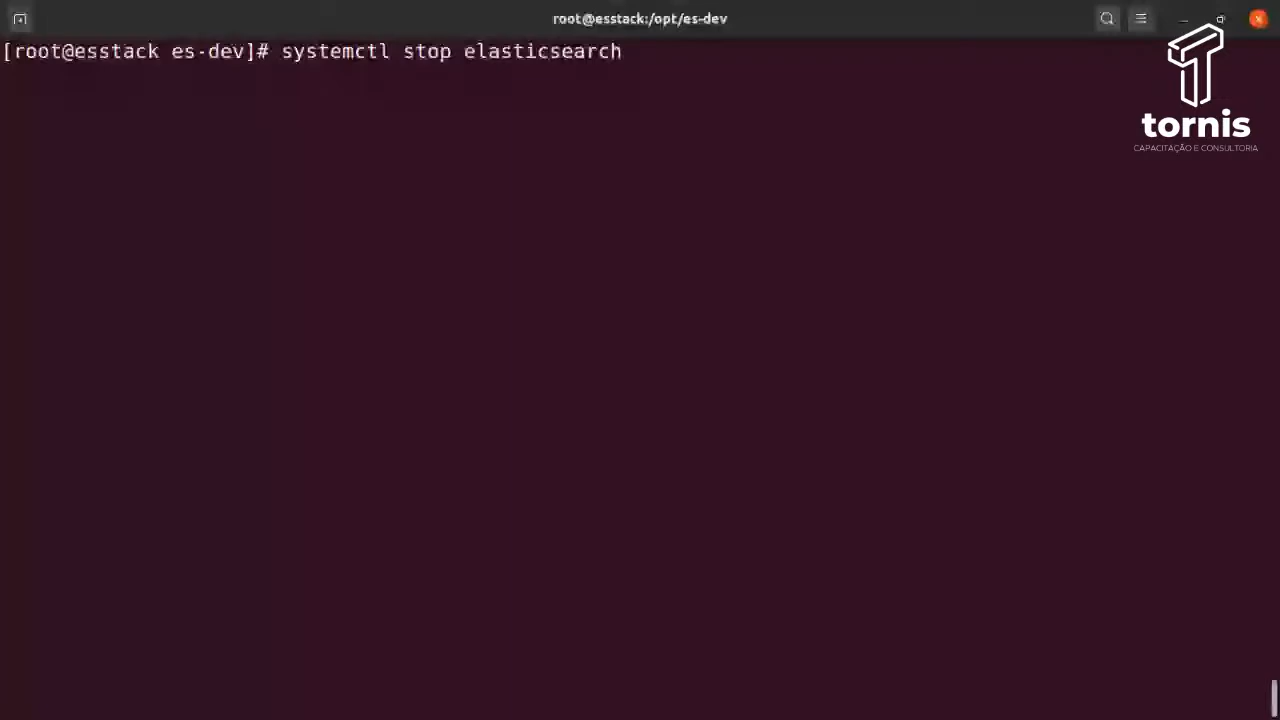 root@esstack:/opt/es-dev
[root@esstack es-dev]# systemctl stop elasticsearch
tornis
CAPACITAÇÃO E CONSULTORIA